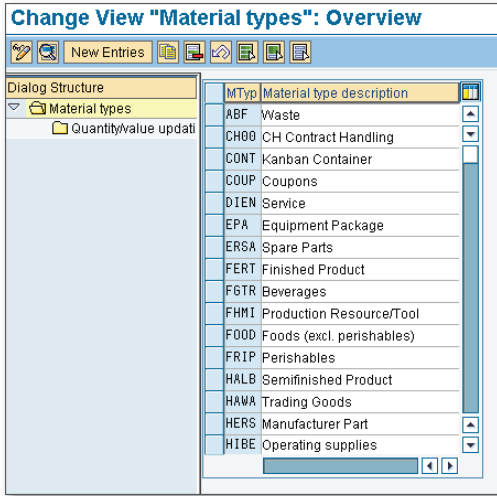 Change View "Material types": Overview
New Entries
Dialog Structure
Material types
Quantity/value updati
MTyp Material type description
ABF Waste
CH00 CH Contract Handling
CONT Kanban Container
COUP Coupons
DIEN Service
EPA Equipment Package
ERSA Spare Parts
FERT Finished Product
FGTR Beverages
FHMI Production Resource/Tool
FOOD Foods (excl. perishables)
FRIP Perishables
HALB Semifinished Product
HAWA Trading Goods
HERS Manufacturer Part
HIBE Operating supplies